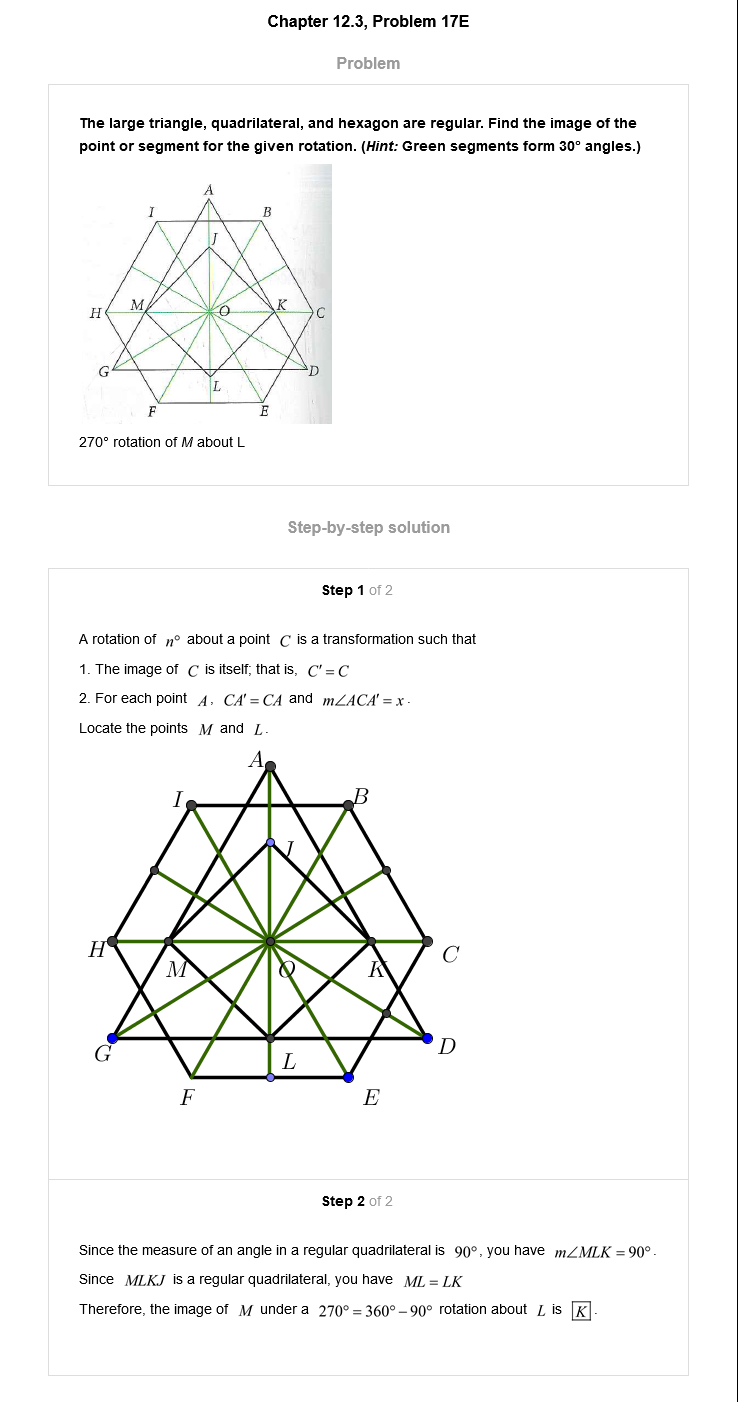 Chapter 12.3, Problem 17E
Problem
The large triangle, quadrilateral, and hexagon are regular. Find the image of the
point or segment for the given rotation. (Hint: Green segments form 30° angles.)
A
I
B
J
H
M
O
K
C
G
D
L
F
E
270° rotation of M about L
Step-by-step solution
Step 1 of 2
A rotation of n° about a point C is a transformation such that
1. The image of C is itself; that is, C′ = C
2. For each point A, CA′ = CA and m∠ACA′ = x.
Locate the points M and L.
A
I
B
J
H
M
O
K
C
G
L
D
F
E
Step 2 of 2
Since the measure of an angle in a regular quadrilateral is 90°, you have m∠MLK = 90°.
Since MLKJ is a regular quadrilateral, you have ML = LK
Therefore, the image of M under a 270° = 360° – 90° rotation about L is K.